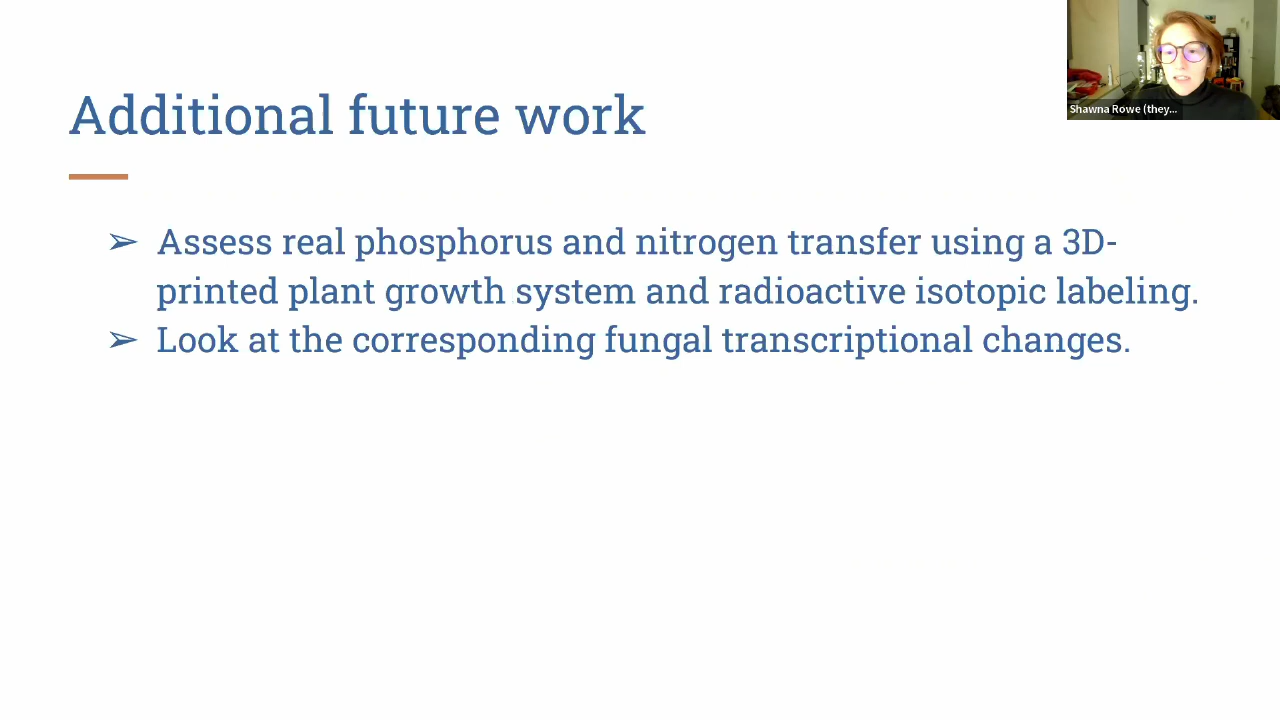 Shawna Rowe (they...
Additional future work
➢ Assess real phosphorus and nitrogen transfer using a 3D-
printed plant growth system and radioactive isotopic labeling.
➢ Look at the corresponding fungal transcriptional changes.